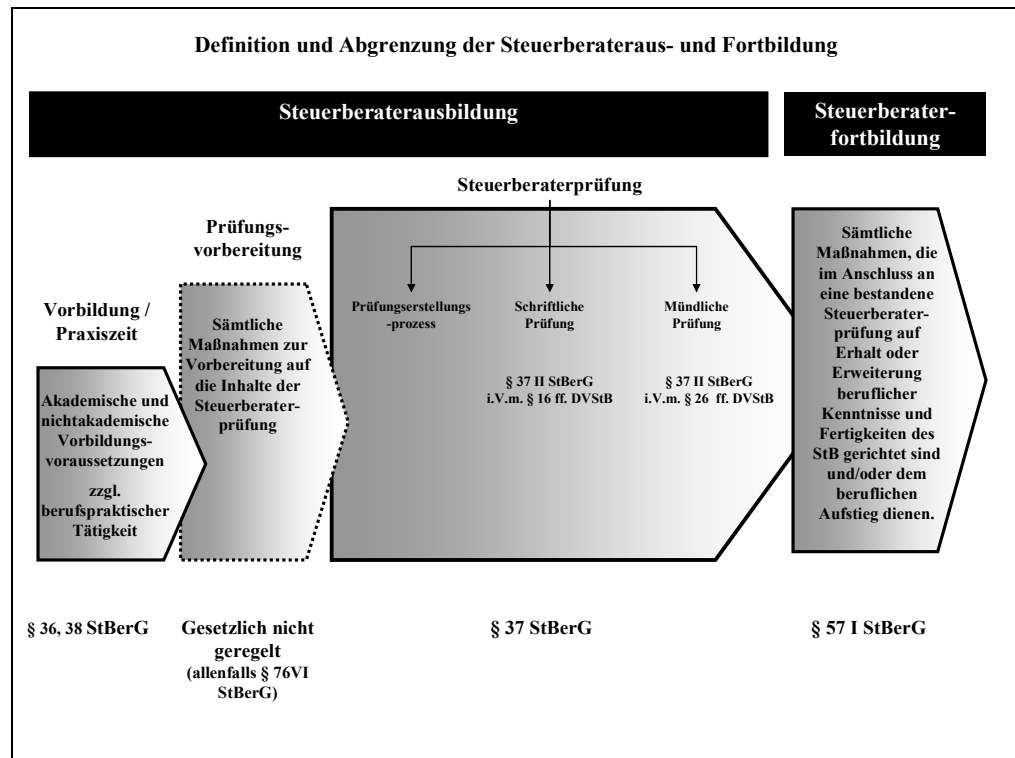 Definition und Abgrenzung der Steuerberateraus- und Fortbildung
Steuerberaterausbildung
Steuerberater-
fortbildung
Steuerberaterprüfung
Prüfungs-
vorbereitung
Vorbildung /
Praxiszeit
Akademische und
nichtakademische
Vorbildungs-
voraussetzungen
zzgl.
berufspraktischer
Tätigkeit
Sämtliche
Maßnahmen zur
Vorbereitung auf
die Inhalte der
Steuerberater-
prüfung
Prüfungserstellungs
-prozess
Schriftliche
Prüfung
§ 37 II StBerG
i.V.m. § 16 ff. DVStB
Mündliche
Prüfung
§ 37 II StBerG
i.V.m. § 26 ff. DVStB
Sämtliche
Maßnahmen, die
im Anschluss an
eine bestandene
Steuerberater-
prüfung auf
Erhalt oder
Erweiterung
beruflicher
Kenntnisse und
Fertigkeiten des
StB gerichtet sind
und/oder dem
beruflichen
Aufstieg dienen.
§ 36, 38 StBerG
Gesetzlich nicht
geregelt
(allenfalls § 76VI
StBerG)
§ 37 StBerG
§ 57 I StBerG